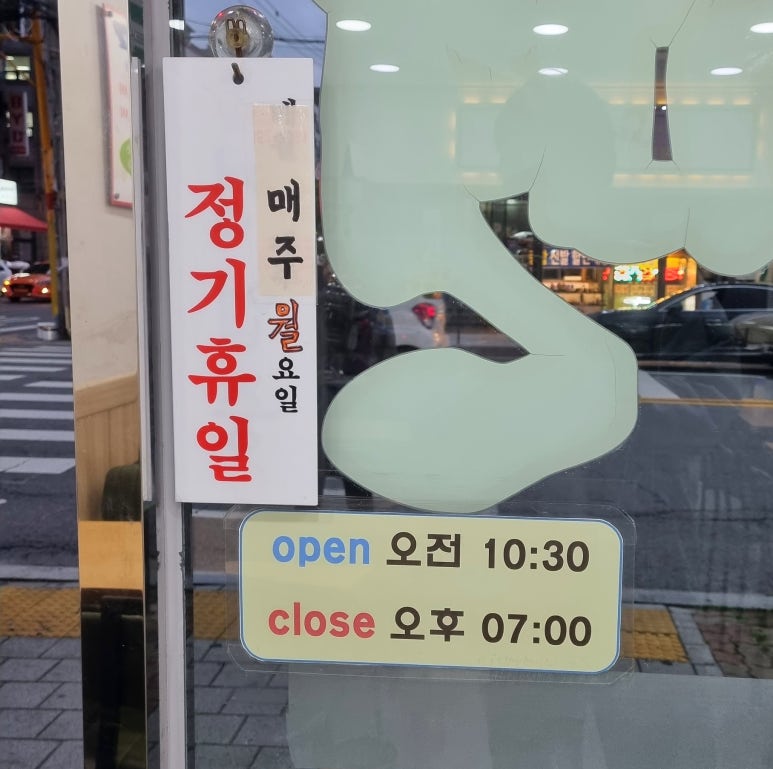 매주 월요일
정기휴일
open 오전 10:30
close 오후 07:00